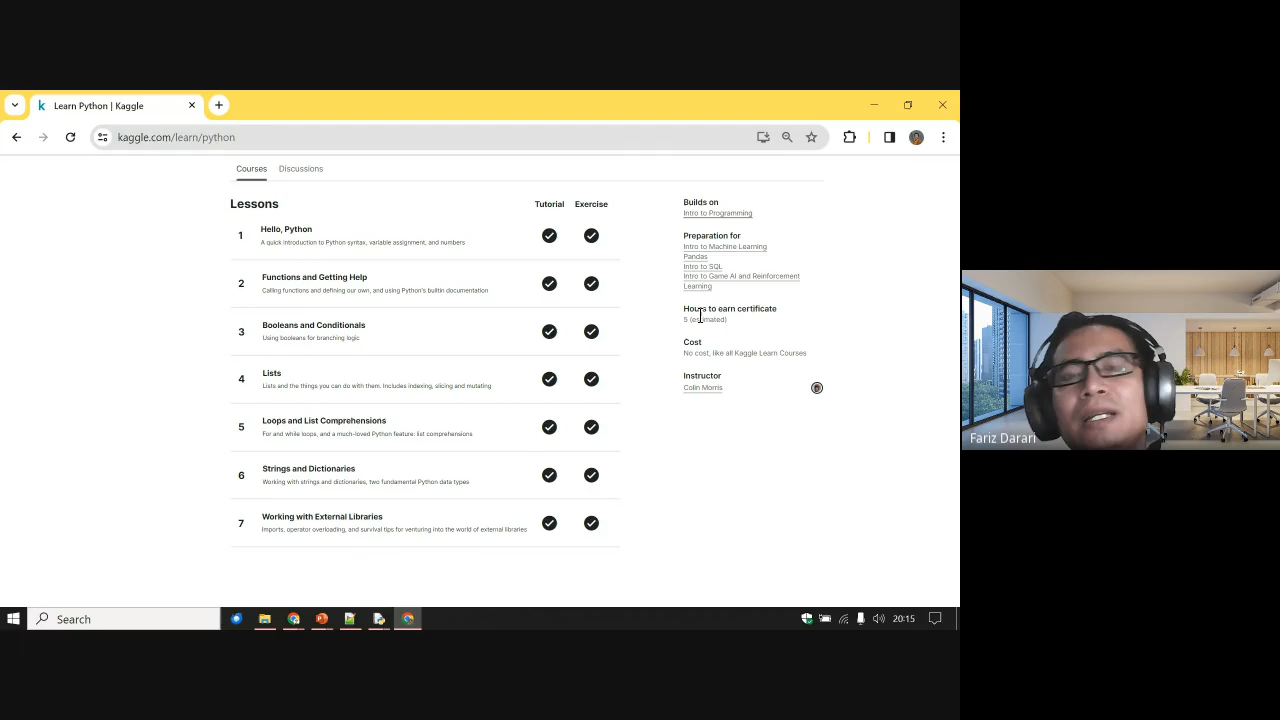 Learn Python | Kaggle
kaggle.com/learn/python
Courses
Discussions
Lessons
Tutorial
Exercise
1
Hello, Python
A quick introduction to Python syntax, variable assignment, and numbers
2
Functions and Getting Help
Calling functions and defining our own, and using Python's builtin documentation
3
Booleans and Conditionals
Using booleans for branching logic
4
Lists
Lists and the things you can do with them. Includes indexing, slicing and mutating
5
Loops and List Comprehensions
For and while loops, and a much-loved Python feature: list comprehensions
6
Strings and Dictionaries
Working with strings and dictionaries, two fundamental Python data types
7
Working with External Libraries
Imports, operator overloading, and survival tips for venturing into the world of external libraries
Builds on
Intro to Programming
Preparation for
Intro to Machine Learning
Pandas
Intro to SQL
Intro to Game AI and Reinforcement
Learning
Hours to earn certificate
5 (estimated)
Cost
No cost, like all Kaggle Learn Courses
Instructor
Colin Morris
Fariz Darari
Search
20:15